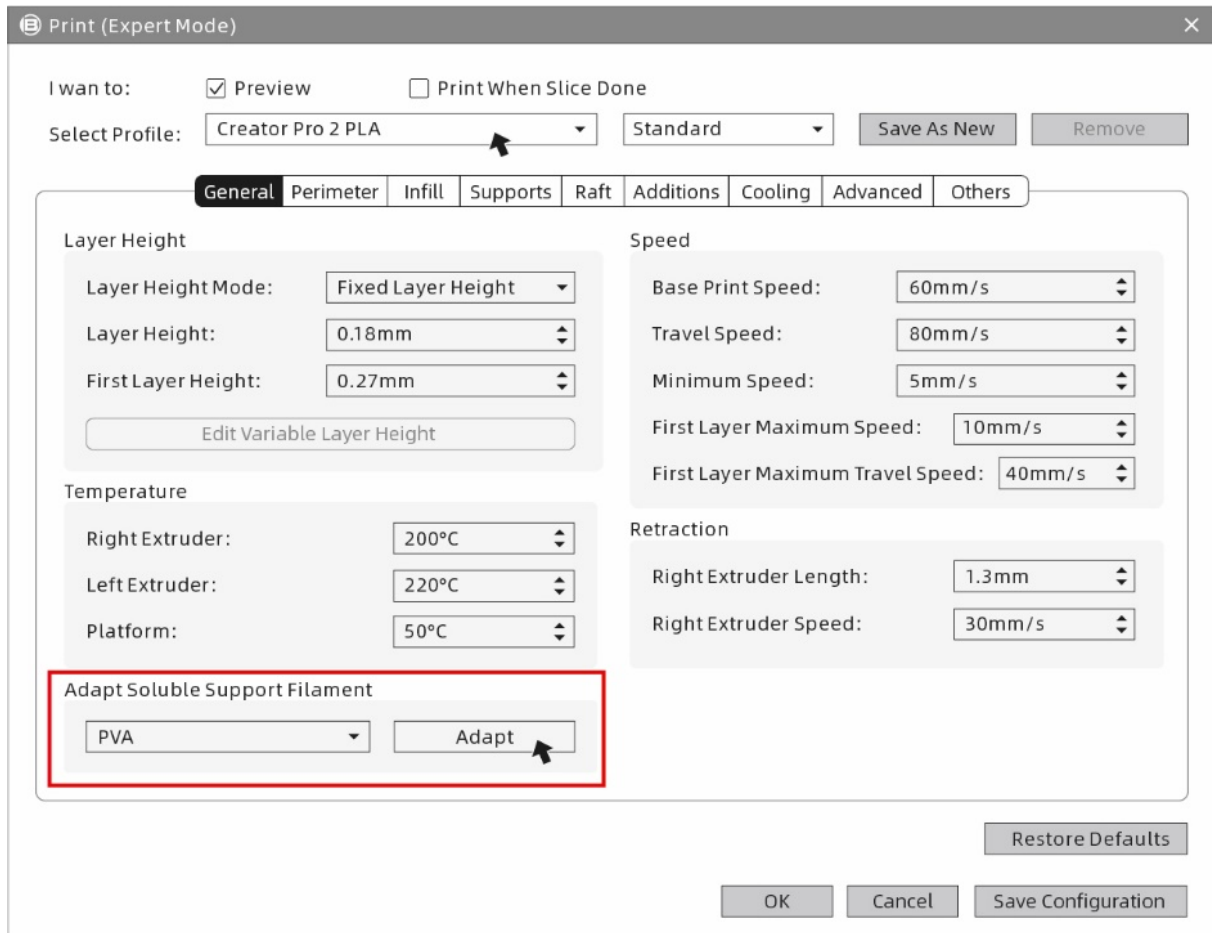 Print (Expert Mode)
I wan to: Preview Print When Slice Done
Select Profile: Creator Pro 2 PLA Standard Save As New Remove
General Perimeter Infill Supports Raft Additions Cooling Advanced Others
Layer Height
Layer Height Mode: Fixed Layer Height
Layer Height: 0.18mm
First Layer Height: 0.27mm
Edit Variable Layer Height
Temperature
Right Extruder: 200°C
Left Extruder: 220°C
Platform: 50°C
Adapt Soluble Support Filament
PVA Adapt
Speed
Base Print Speed: 60mm/s
Travel Speed: 80mm/s
Minimum Speed: 5mm/s
First Layer Maximum Speed: 10mm/s
First Layer Maximum Travel Speed: 40mm/s
Retraction
Right Extruder Length: 1.3mm
Right Extruder Speed: 30mm/s
Restore Defaults
OK Cancel Save Configuration